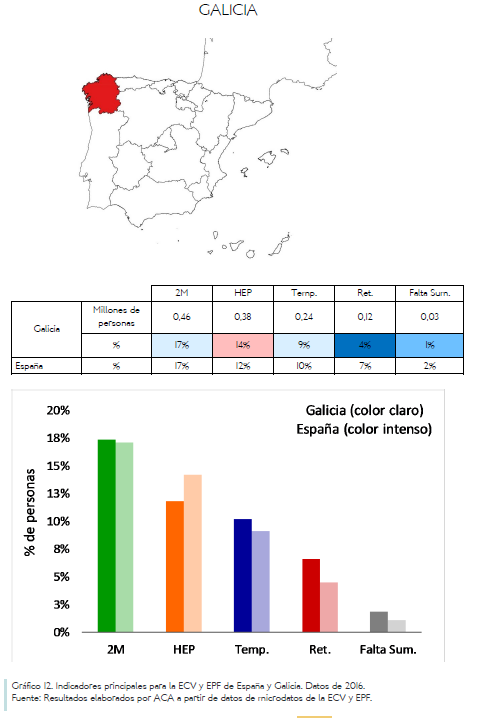 GALICIA
2M HEP Temp. Ret. Falta Sum.
Galicia Millones de personas 0,46 0,38 0,24 0,12 0,03
% 17% 14% 9% 4% 1%
España % 17% 12% 10% 7% 2%
Galicia (color claro)
España (color intenso)
% de personas
20%
18%
15%
13%
10%
8%
5%
3%
0%
2M HEP Temp. Ret. Falta Sum.
Gráfico 12. Indicadores principales para la ECV y EPF de España y Galicia. Datos de 2016.
Fuente: Resultados elaborados por ACA a partir de datos de microdatos de la ECV y EPF.